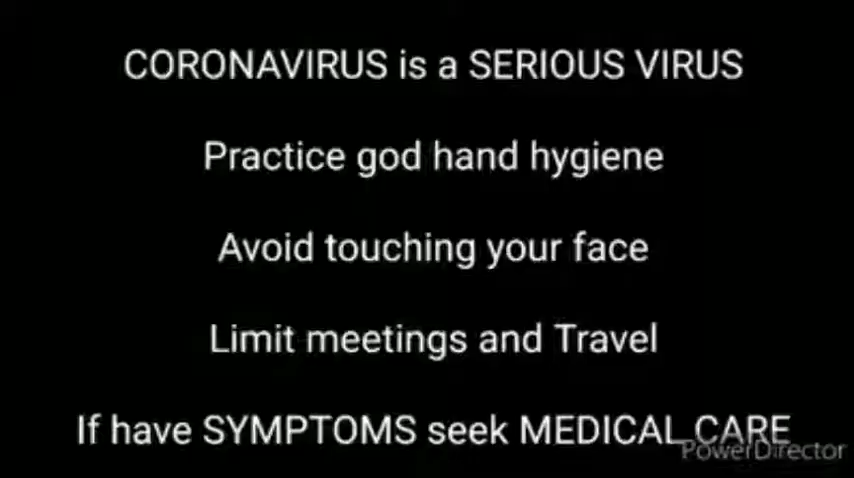 CORONAVIRUS is a SERIOUS VIRUS
Practice god hand hygiene
Avoid touching your face
Limit meetings and Travel
If have SYMPTOMS seek MEDICAL CARE
PowerDirector